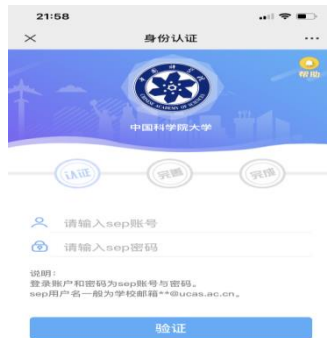 21:58
身份认证
帮助
中国科学院大学
认证
完善
完成
请输入sep账号
请输入sep密码
说明：
登录账户和密码为sep账号与密码。
sep用户名一般为学校邮箱**@ucas.ac.cn。
验证